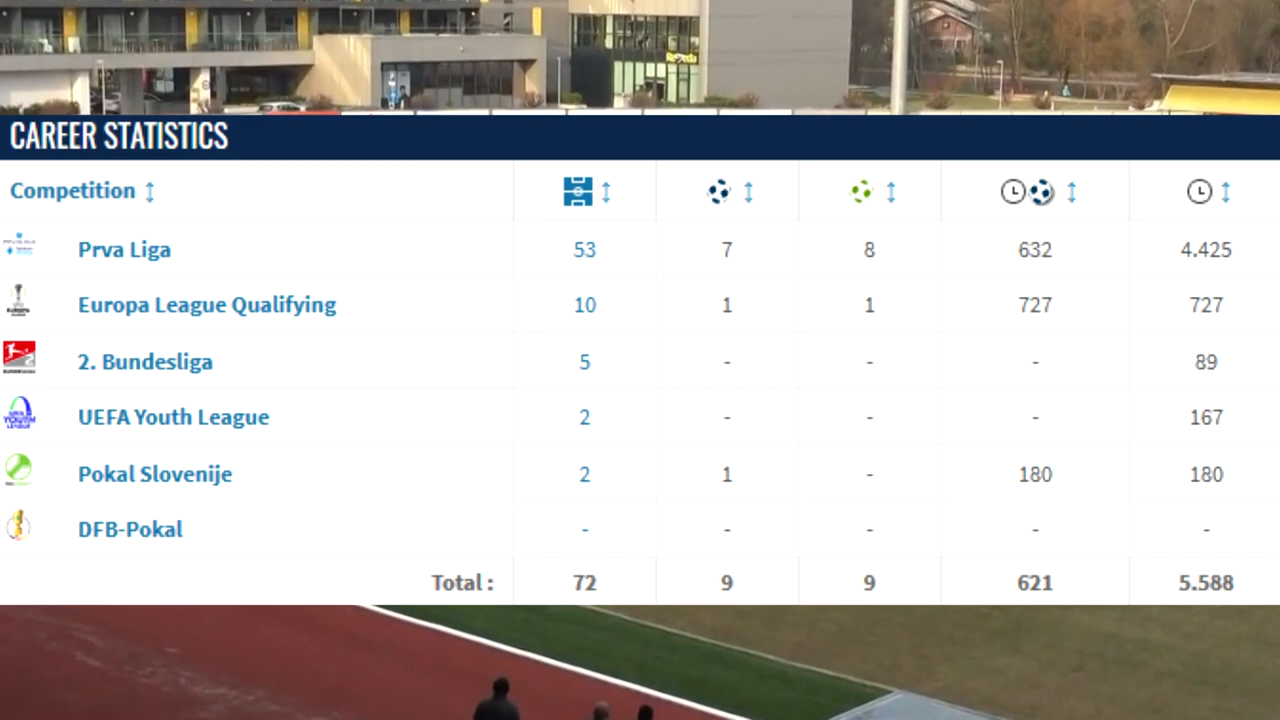 CAREER STATISTICS
Competition
Prva Liga 53 7 8 632 4.425
Europa League Qualifying 10 1 1 727 727
2. Bundesliga 5 - - - 89
UEFA Youth League 2 - - - 167
Pokal Slovenije 2 1 - 180 180
DFB-Pokal - - - - -
Total : 72 9 9 621 5.588